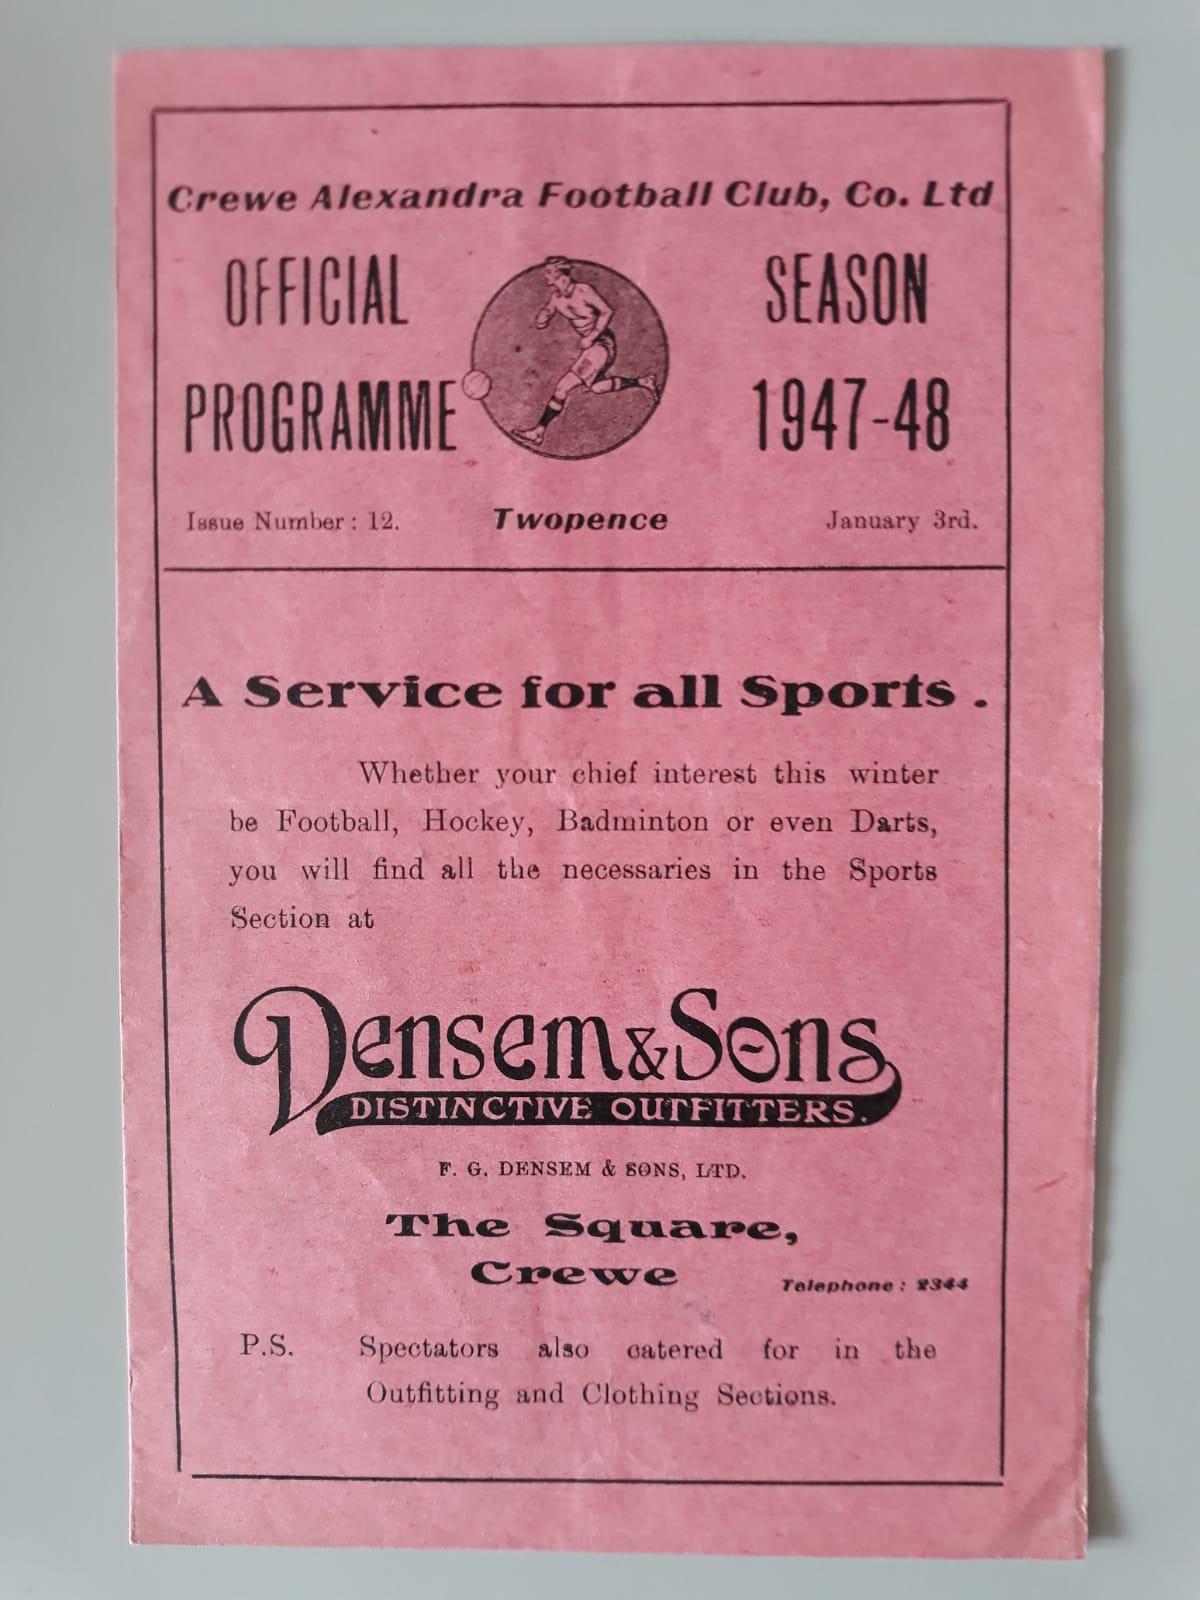 Crewe Alexandra Football Club, Co. Ltd
OFFICIAL SEASON
PROGRAMME 1947-48
Issue Number: 12. Twopence January 3rd.
A Service for all Sports.
Whether your chief interest this winter
be Football, Hockey, Badminton or even Darts,
you will find all the necessaries in the Sports
Section at
Densem & Sons
DISTINCTIVE OUTFITTERS.
F. G. DENSEM & SONS, LTD.
The Square,
Crewe Telephone: 2344
P.S. Spectators also catered for in the
Outfitting and Clothing Sections.